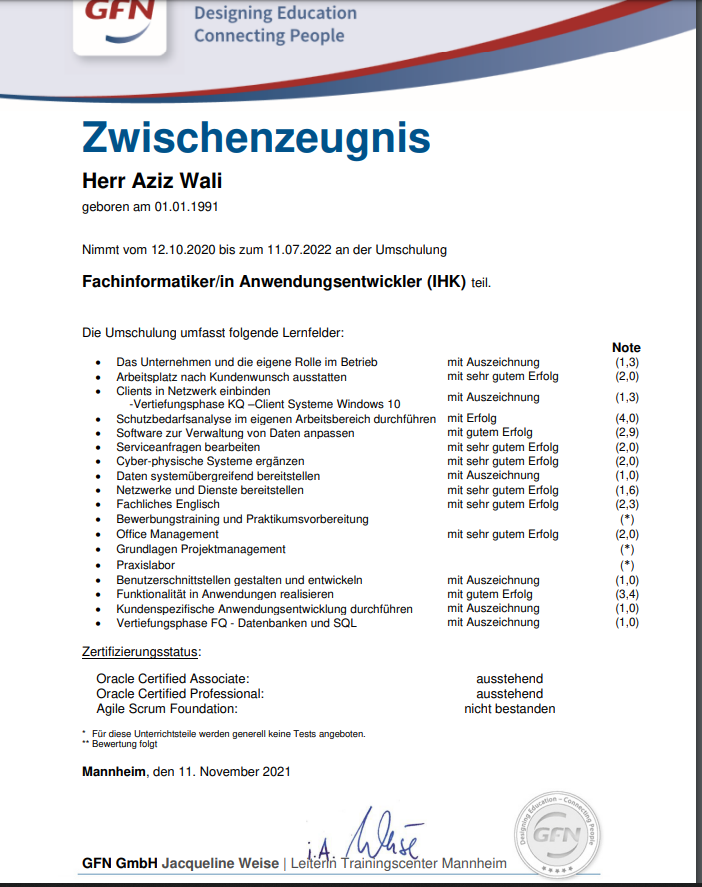 GFN
Designing Education
Connecting People
Zwischenzeugnis
Herr Aziz Wali
geboren am 01.01.1991
Nimmt vom 12.10.2020 bis zum 11.07.2022 an der Umschulung
Fachinformatiker/in Anwendungsentwickler (IHK) teil.
Die Umschulung umfasst folgende Lernfelder:
Note
• Das Unternehmen und die eigene Rolle im Betrieb mit Auszeichnung (1,3)
• Arbeitsplatz nach Kundenwunsch ausstatten mit sehr gutem Erfolg (2,0)
• Clients in Netzwerk einbinden
-Vertiefungsphase KQ –Client Systeme Windows 10 mit Auszeichnung (1,3)
• Schutzbedarfsanalyse im eigenen Arbeitsbereich durchführen mit Erfolg (4,0)
• Software zur Verwaltung von Daten anpassen mit gutem Erfolg (2,9)
• Serviceanfragen bearbeiten mit sehr gutem Erfolg (2,0)
• Cyber-physische Systeme ergänzen mit sehr gutem Erfolg (2,0)
• Daten systemübergreifend bereitstellen mit Auszeichnung (1,0)
• Netzwerke und Dienste bereitstellen mit sehr gutem Erfolg (1,6)
• Fachliches Englisch mit sehr gutem Erfolg (2,3)
• Bewerbungstraining und Praktikumsvorbereitung (*)
• Office Management mit sehr gutem Erfolg (2,0)
• Grundlagen Projektmanagement (*)
• Praxislabor (*)
• Benutzerschnittstellen gestalten und entwickeln mit Auszeichnung (1,0)
• Funktionalität in Anwendungen realisieren mit gutem Erfolg (3,4)
• Kundenspezifische Anwendungsentwicklung durchführen mit Auszeichnung (1,0)
• Vertiefungsphase FQ - Datenbanken und SQL mit Auszeichnung (1,0)
Zertifizierungsstatus:
Oracle Certified Associate: ausstehend
Oracle Certified Professional: ausstehend
Agile Scrum Foundation: nicht bestanden
* Für diese Unterrichtsteile werden generell keine Tests angeboten.
** Bewertung folgt
Mannheim, den 11. November 2021
i.A. Weise
GFN GmbH Jacqueline Weise | Leiterin Trainingscenter Mannheim
Designing Education – Connecting People
GFN